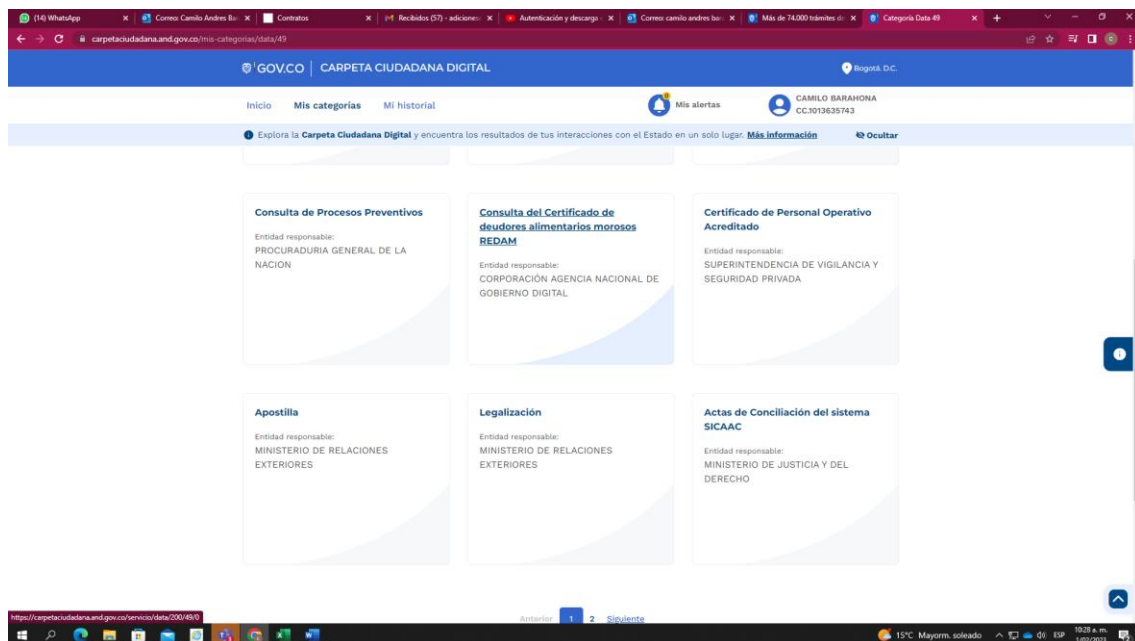 (14) WhatsApp
Correo: Camilo Andres Ba
Contratos
Recibidos (57) - adiciones
Autenticación y descarga
Correo: camilo andres bar
Más de 74.000 trámites d
Categoría Data 49
carpetaciudadana.and.gov.co/mis-categorias/data/49
GOV.CO | CARPETA CIUDADANA DIGITAL
Bogotá. D.C.
Inicio Mis categorías Mi historial
Mis alertas
CAMILO BARAHONA
CC.1013635743
Explora la Carpeta Ciudadana Digital y encuentra los resultados de tus interacciones con el Estado en un solo lugar. Más información
Ocultar
Consulta de Procesos Preventivos
Entidad responsable:
PROCURADURIA GENERAL DE LA
NACION
Consulta del Certificado de
deudores alimentarios morosos
REDAM
Entidad responsable:
CORPORACIÓN AGENCIA NACIONAL DE
GOBIERNO DIGITAL
Certificado de Personal Operativo
Acreditado
Entidad responsable:
SUPERINTENDENCIA DE VIGILANCIA Y
SEGURIDAD PRIVADA
Apostilla
Entidad responsable:
MINISTERIO DE RELACIONES
EXTERIORES
Legalización
Entidad responsable:
MINISTERIO DE RELACIONES
EXTERIORES
Actas de Conciliación del sistema
SICAAC
Entidad responsable:
MINISTERIO DE JUSTICIA Y DEL
DERECHO
Anterior 1 2 Siguiente
https://carpetaciudadana.and.gov.co/servicio/data/200/49/0
15°C Mayorm. soleado
ESP
10:28 a. m.
1/02/2023